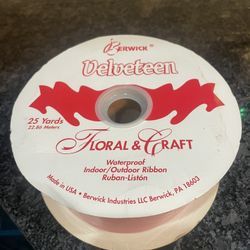 BERWICK®
Velveteen
25 Yards
22.86 Meters
FLORAL & CRAFT
Waterproof
Indoor/Outdoor Ribbon
Ruban-Listón
Made in USA • Berwick Industries LLC Berwick, PA 18603